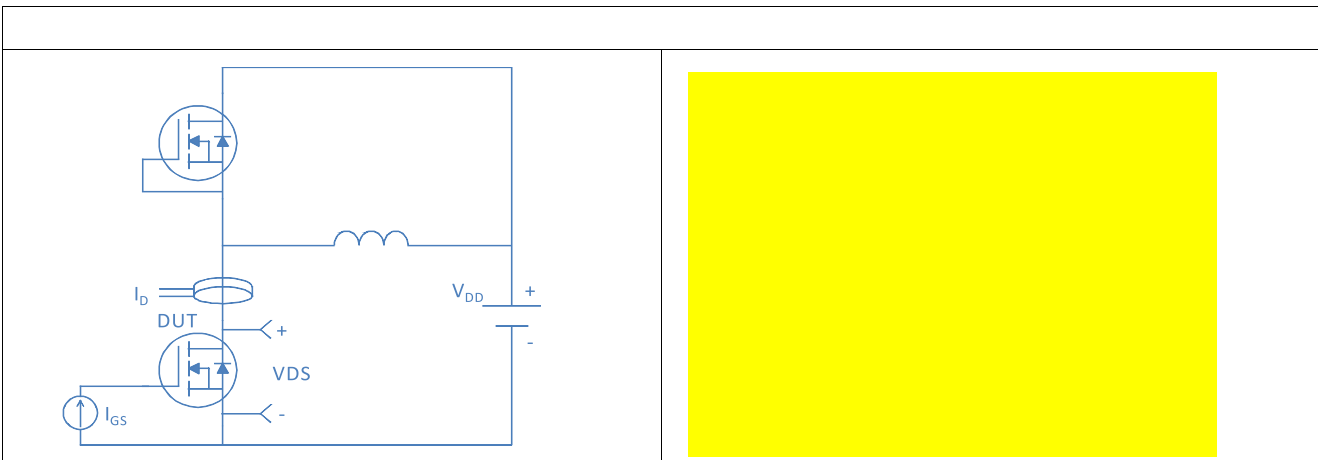 I_D
DUT
V_DD
+
-
+
VDS
-
I_GS